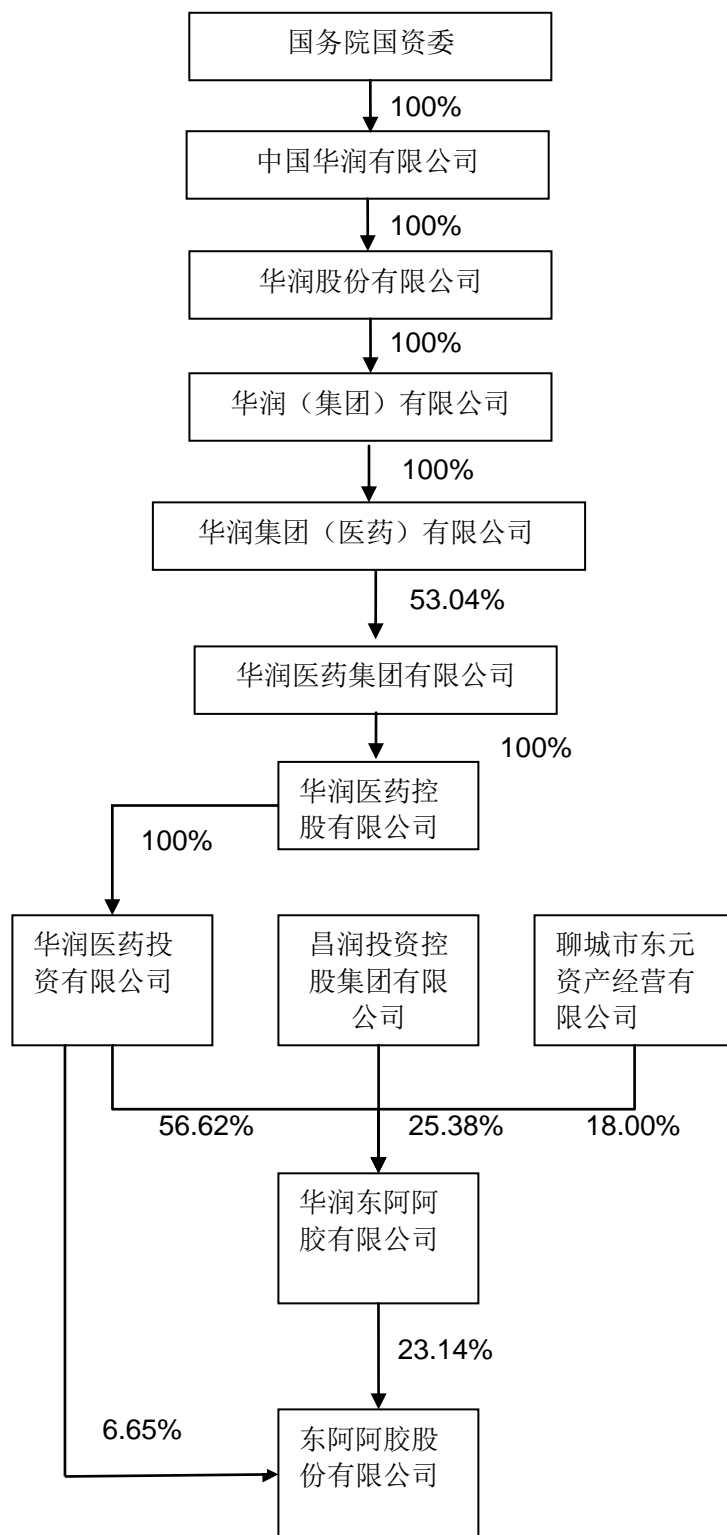 国务院国资委
100%
中国华润有限公司
100%
华润股份有限公司
100%
华润（集团）有限公司
100%
华润集团（医药）有限公司
53.04%
华润医药集团有限公司
100%
华润医药控
股有限公司
100%
华润医药投
资有限公司
昌润投资控
股集团有限
公司
聊城市东元
资产经营有
限公司
56.62%
25.38%
18.00%
华润东阿阿
胶有限公司
23.14%
6.65%
东阿阿胶股
份有限公司